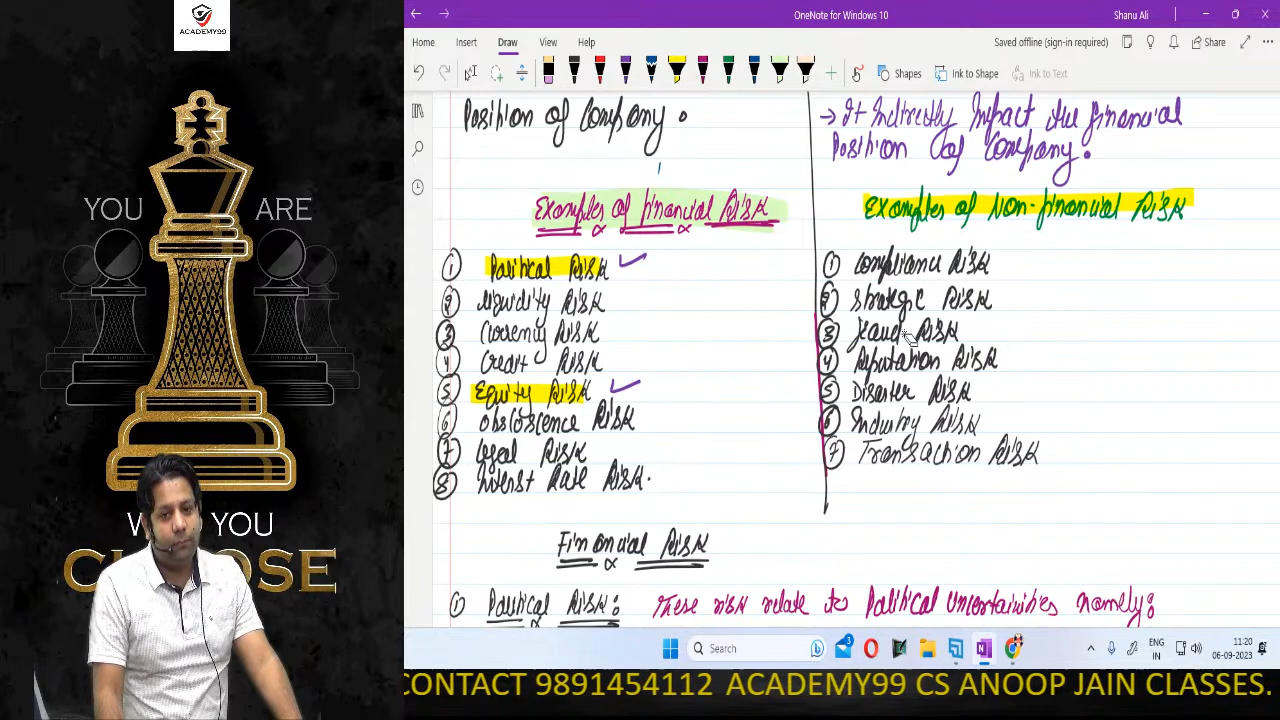 ACADEMY99
YOU ARE
WHO YOU
CHOOSE
OneNote for Windows 10
Shanu Ali
Home Insert Draw View Help
Saved offline (sign-in required)
Share
Shapes
Ink to Shape
Ink to Text
Position of Company.
→ It Indirectly Impact the financial
Position of Company.
Examples of financial Risk
① Political Risk
② Liquidity Risk
③ Currency Risk
④ Credit Risk
⑤ Equity Risk
⑥ Risk
⑦ Legal Risk
⑧ Rate Risk.
Examples of Non-financial Risk
① Compliance Risk
② Strategic Risk
③ Risk
④ Reputation Risk
⑤ Disaster Risk
⑥ Industry Risk
⑦ Transaction Risk
Financial Risk
① Political Risk: These risk relate to Political namely:
Search
3
ENG
IN
11:20
06-09-2023
CONTACT 9891454112 ACADEMY99 CS ANOOP JAIN CLASSES.